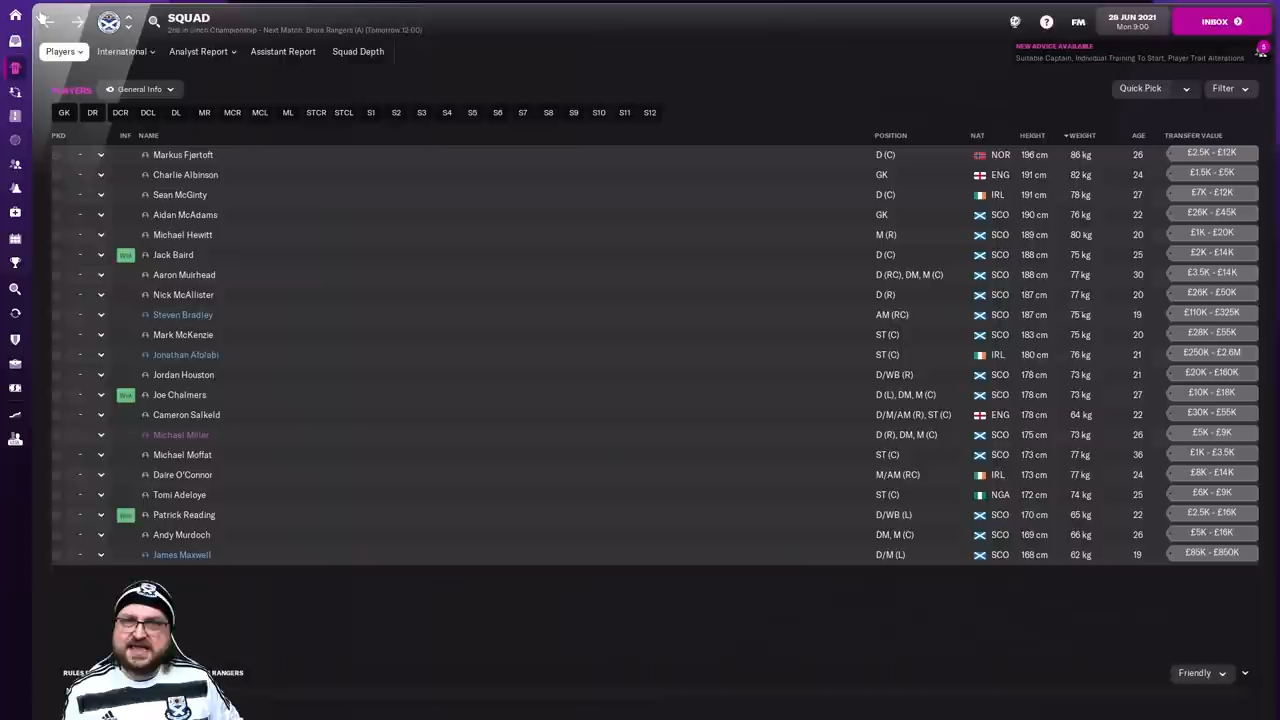 SQUAD
Next Match: Brora Rangers (A) (Tomorrow 12:00)
FM
28 JUN 2021
Mon 9:00
INBOX
Players
International
Analyst Report
Assistant Report
Squad Depth
NEW ADVICE AVAILABLE
Suitable Captain, Individual Training To Start, Player Trait Alterations
5
PLAYERS
General Info
Quick Pick
Filter
GK DR DCR DCL DL MR MCR MCL ML STCR STCL S1 S2 S3 S4 S5 S6 S7 S8 S9 S10 S11 S12
PKD INF NAME POSITION NAT HEIGHT WEIGHT AGE TRANSFER VALUE
- Markus Fjørtoft D (C) NOR 196 cm 86 kg 26 £2.5K - £12K
- Charlie Albinson GK ENG 191 cm 82 kg 24 £1.5K - £5K
- Sean McGinty D (C) IRL 191 cm 78 kg 27 £7K - £12K
- Aidan McAdams GK SCO 190 cm 76 kg 22 £26K - £45K
- Michael Hewitt M (R) SCO 189 cm 80 kg 20 £1K - £20K
- Jack Baird D (C) SCO 188 cm 75 kg 25 £2K - £14K
- Aaron Muirhead D (RC), DM, M (C) SCO 188 cm 77 kg 30 £3.5K - £14K
- Nick McAllister D (R) SCO 187 cm 77 kg 20 £26K - £50K
- Steven Bradley AM (RC) SCO 187 cm 75 kg 19 £110K - £325K
- Mark McKenzie ST (C) SCO 183 cm 75 kg 20 £28K - £55K
- Jonathan Afolabi ST (C) IRL 180 cm 76 kg 21 £250K - £2.6M
- Jordan Houston D/WB (R) SCO 178 cm 73 kg 21 £20K - £160K
- Joe Chalmers D (L), DM, M (C) SCO 178 cm 73 kg 27 £10K - £18K
- Cameron Salkeld D/M/AM (R), ST (C) ENG 178 cm 64 kg 22 £30K - £55K
- Michael Miller D (R), DM, M (C) SCO 175 cm 73 kg 26 £5K - £9K
- Michael Moffat ST (C) SCO 173 cm 77 kg 36 £1K - £3.5K
- Daire O'Connor M/AM (RC) IRL 173 cm 77 kg 24 £8K - £14K
- Tomi Adeloye ST (C) NGA 172 cm 74 kg 25 £6K - £9K
- Patrick Reading D/WB (L) SCO 170 cm 65 kg 22 £2.5K - £16K
- Andy Murdoch DM, M (C) SCO 169 cm 66 kg 26 £5K - £16K
- James Maxwell D/M (L) SCO 168 cm 62 kg 19 £85K - £850K
RULES
RANGERS
Friendly